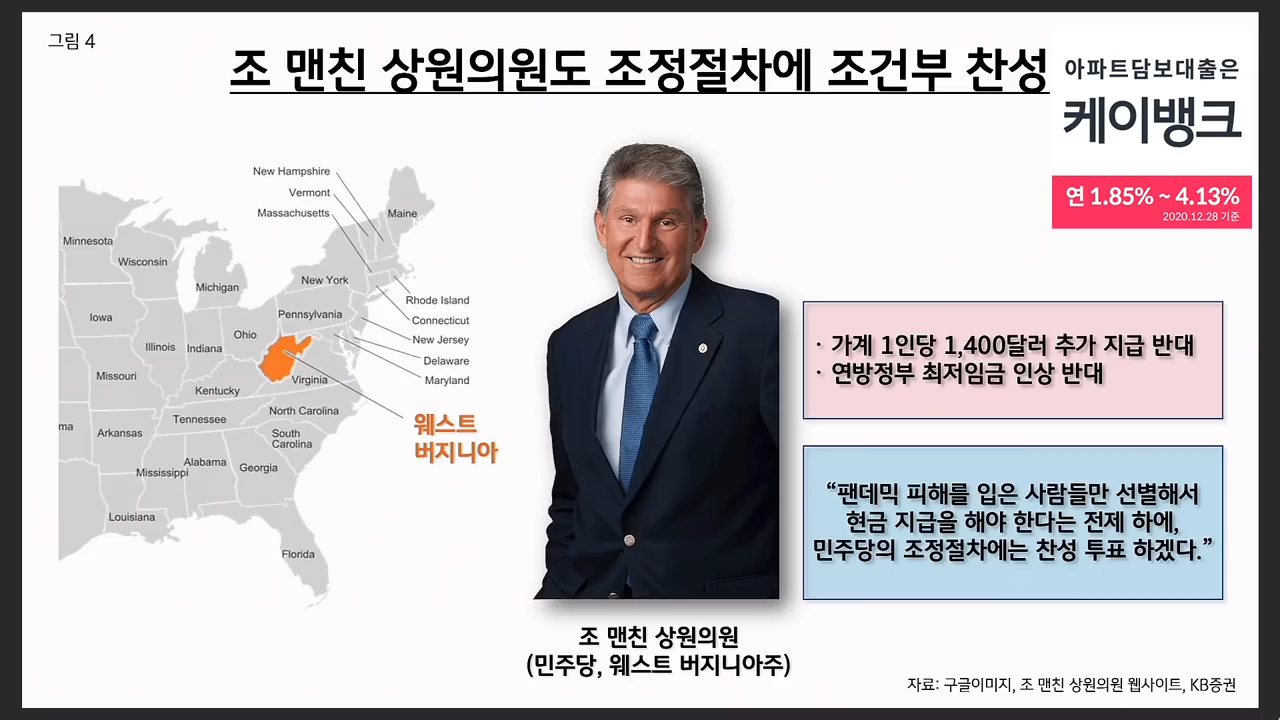 그림 4
조 맨친 상원의원도 조정절차에 조건부 찬성
아파트담보대출은
케이뱅크
연 1.85% ~ 4.13%
2020.12.28 기준
New Hampshire
Vermont
Massachusetts
Maine
Minnesota
Wisconsin
Michigan
New York
Rhode Island
Iowa
Pennsylvania
Connecticut
Ohio
New Jersey
Illinois
Indiana
Delaware
Missouri
Virginia
Maryland
Kentucky
Tennessee
North Carolina
ma
Arkansas
South
Carolina
웨스트
버지니아
Mississippi
Alabama
Georgia
Louisiana
Florida
· 가계 1인당 1,400달러 추가 지급 반대
· 연방정부 최저임금 인상 반대
“팬데믹 피해를 입은 사람들만 선별해서
현금 지급을 해야 한다는 전제 하에,
민주당의 조정절차에는 찬성 투표 하겠다.”
조 맨친 상원의원
(민주당, 웨스트 버지니아주)
자료: 구글이미지, 조 맨친 상원의원 웹사이트, KB증권